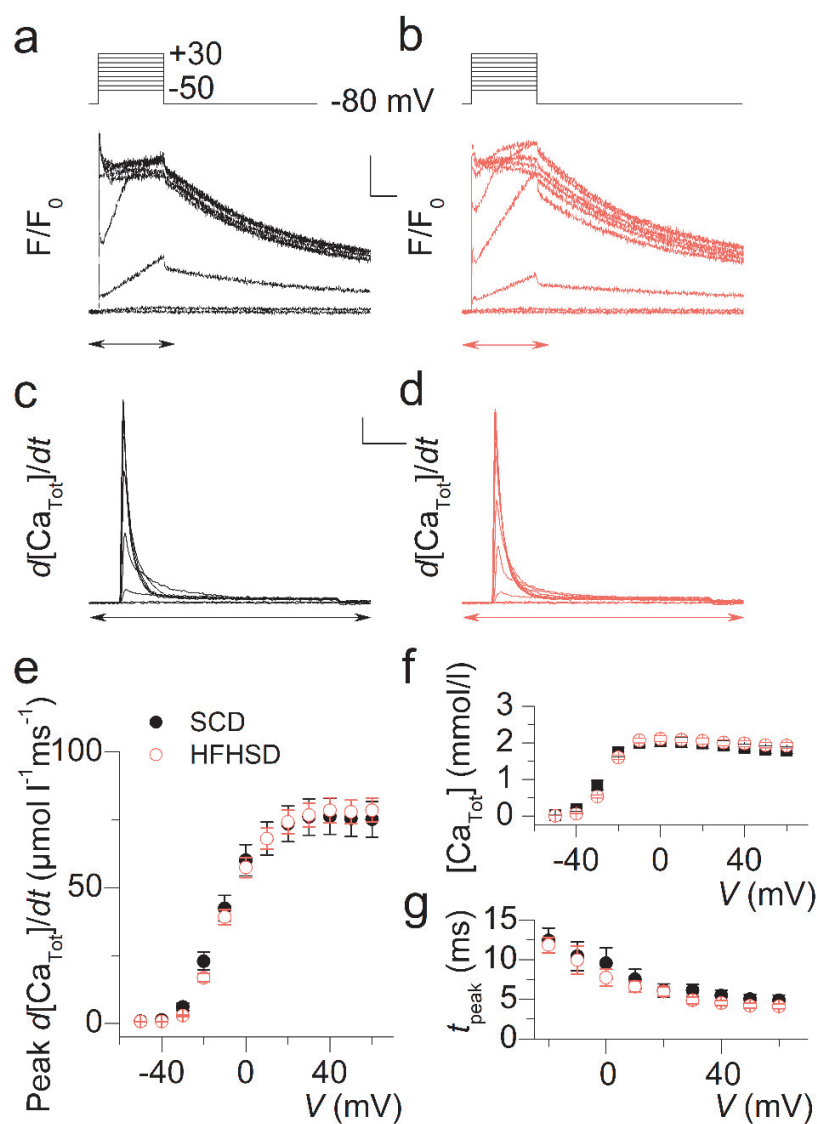 a
b
+30
-50
-80 mV
F/F0
F/F0
c
d
d[CaTot]/dt
d[CaTot]/dt
e
f
SCD
HFHSD
Peak d[CaTot]/dt (µmol l-1ms-1)
100
50
0
-40 0 40
V (mV)
[CaTot] (mmol/l)
3
2
1
0
-40 0 40
V (mV)
g
tpeak (ms)
15
10
5
0
0 40
V (mV)